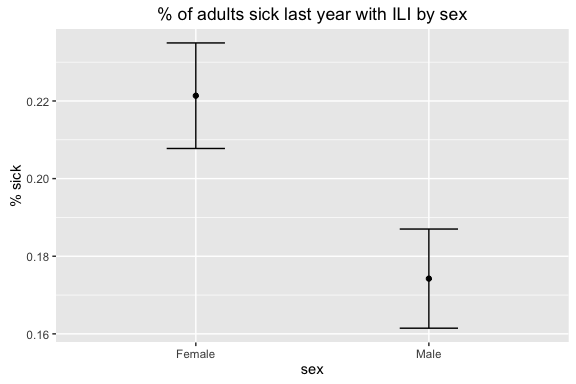 % of adults sick last year with ILI by sex
% sick
0.22
0.20
0.18
0.16
Female Male
sex